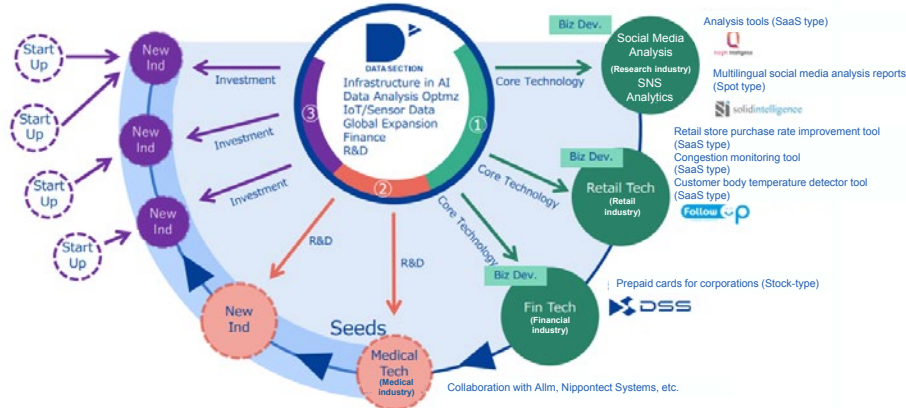 Start
Up
Start
Up
Start
Up
Start
Up
New
Ind
New
Ind
New
Ind
Investment
Investment
Investment
DATASECTION
Infrastructure in AI
Data Analysis Optmz
IoT/Sensor Data
Global Expansion
Finance
R&D
①
②
③
Core Technology
Core Technology
Core Technology
R&D
R&D
Biz Dev.
Social Media
Analysis
(Research industry)
SNS
Analytics
Biz Dev.
Retail Tech
(Retail
industry)
Biz Dev.
Fin Tech
(Financial
industry)
New
Ind
Seeds
Medical
Tech
(Medical
industry)
Analysis tools (SaaS type)
Multilingual social media analysis reports
(Spot type)
solidintelligence
Retail store purchase rate improvement tool
(SaaS type)
Congestion monitoring tool
(SaaS type)
Customer body temperature detector tool
(SaaS type)
Follow up
Prepaid cards for corporations (Stock-type)
DSS
Collaboration with Allm, Nippontect Systems, etc.